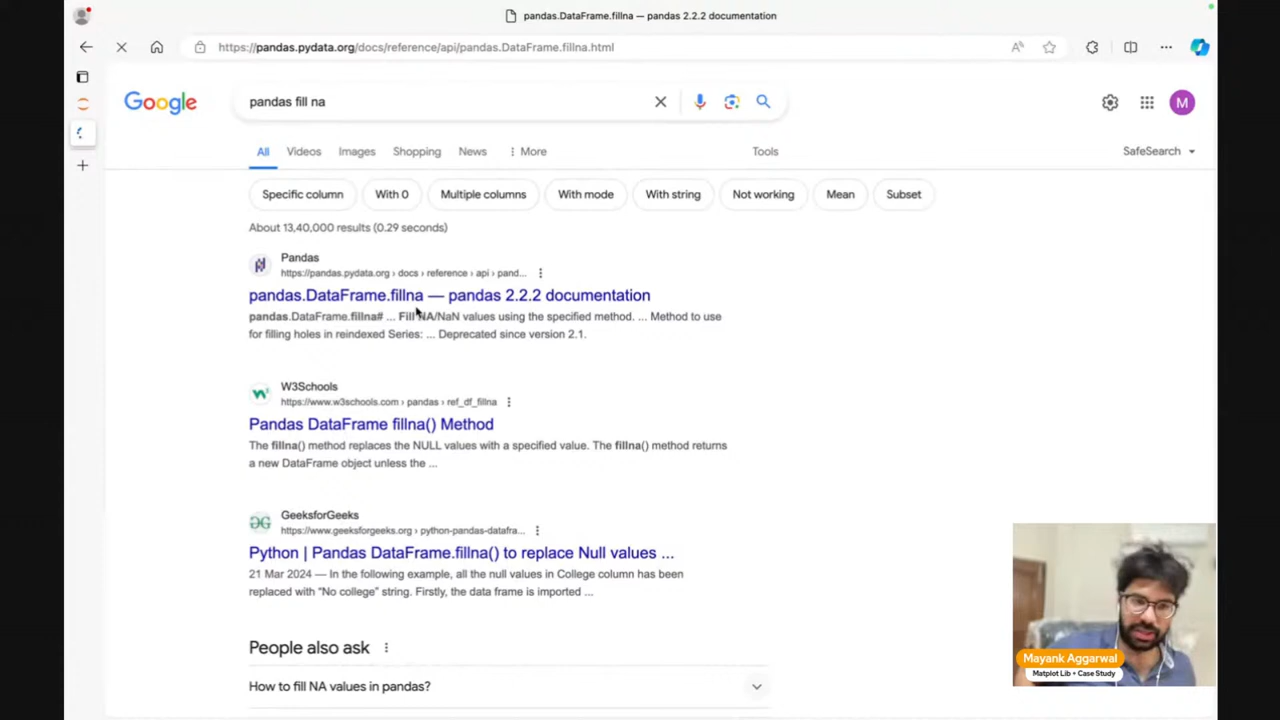 pandas.DataFrame.fillna — pandas 2.2.2 documentation
https://pandas.pydata.org/docs/reference/api/pandas.DataFrame.fillna.html
Google
pandas fill na
M
All Videos Images Shopping News More Tools SafeSearch
Specific column With 0 Multiple columns With mode With string Not working Mean Subset
About 13,40,000 results (0.29 seconds)
Pandas
https://pandas.pydata.org › docs › reference › api › pand...
pandas.DataFrame.fillna — pandas 2.2.2 documentation
pandas.DataFrame.fillna# ... Fill NA/NaN values using the specified method. ... Method to use
for filling holes in reindexed Series: ... Deprecated since version 2.1.
W3Schools
https://www.w3schools.com › pandas › ref_df_fillna
Pandas DataFrame fillna() Method
The fillna() method replaces the NULL values with a specified value. The fillna() method returns
a new DataFrame object unless the ...
GeeksforGeeks
https://www.geeksforgeeks.org › python-pandas-datafra...
Python | Pandas DataFrame.fillna() to replace Null values ...
21 Mar 2024 — In the following example, all the null values in College column has been
replaced with "No college" string. Firstly, the data frame is imported ...
People also ask
How to fill NA values in pandas?
Mayank Aggarwal
Matplot Lib + Case Study